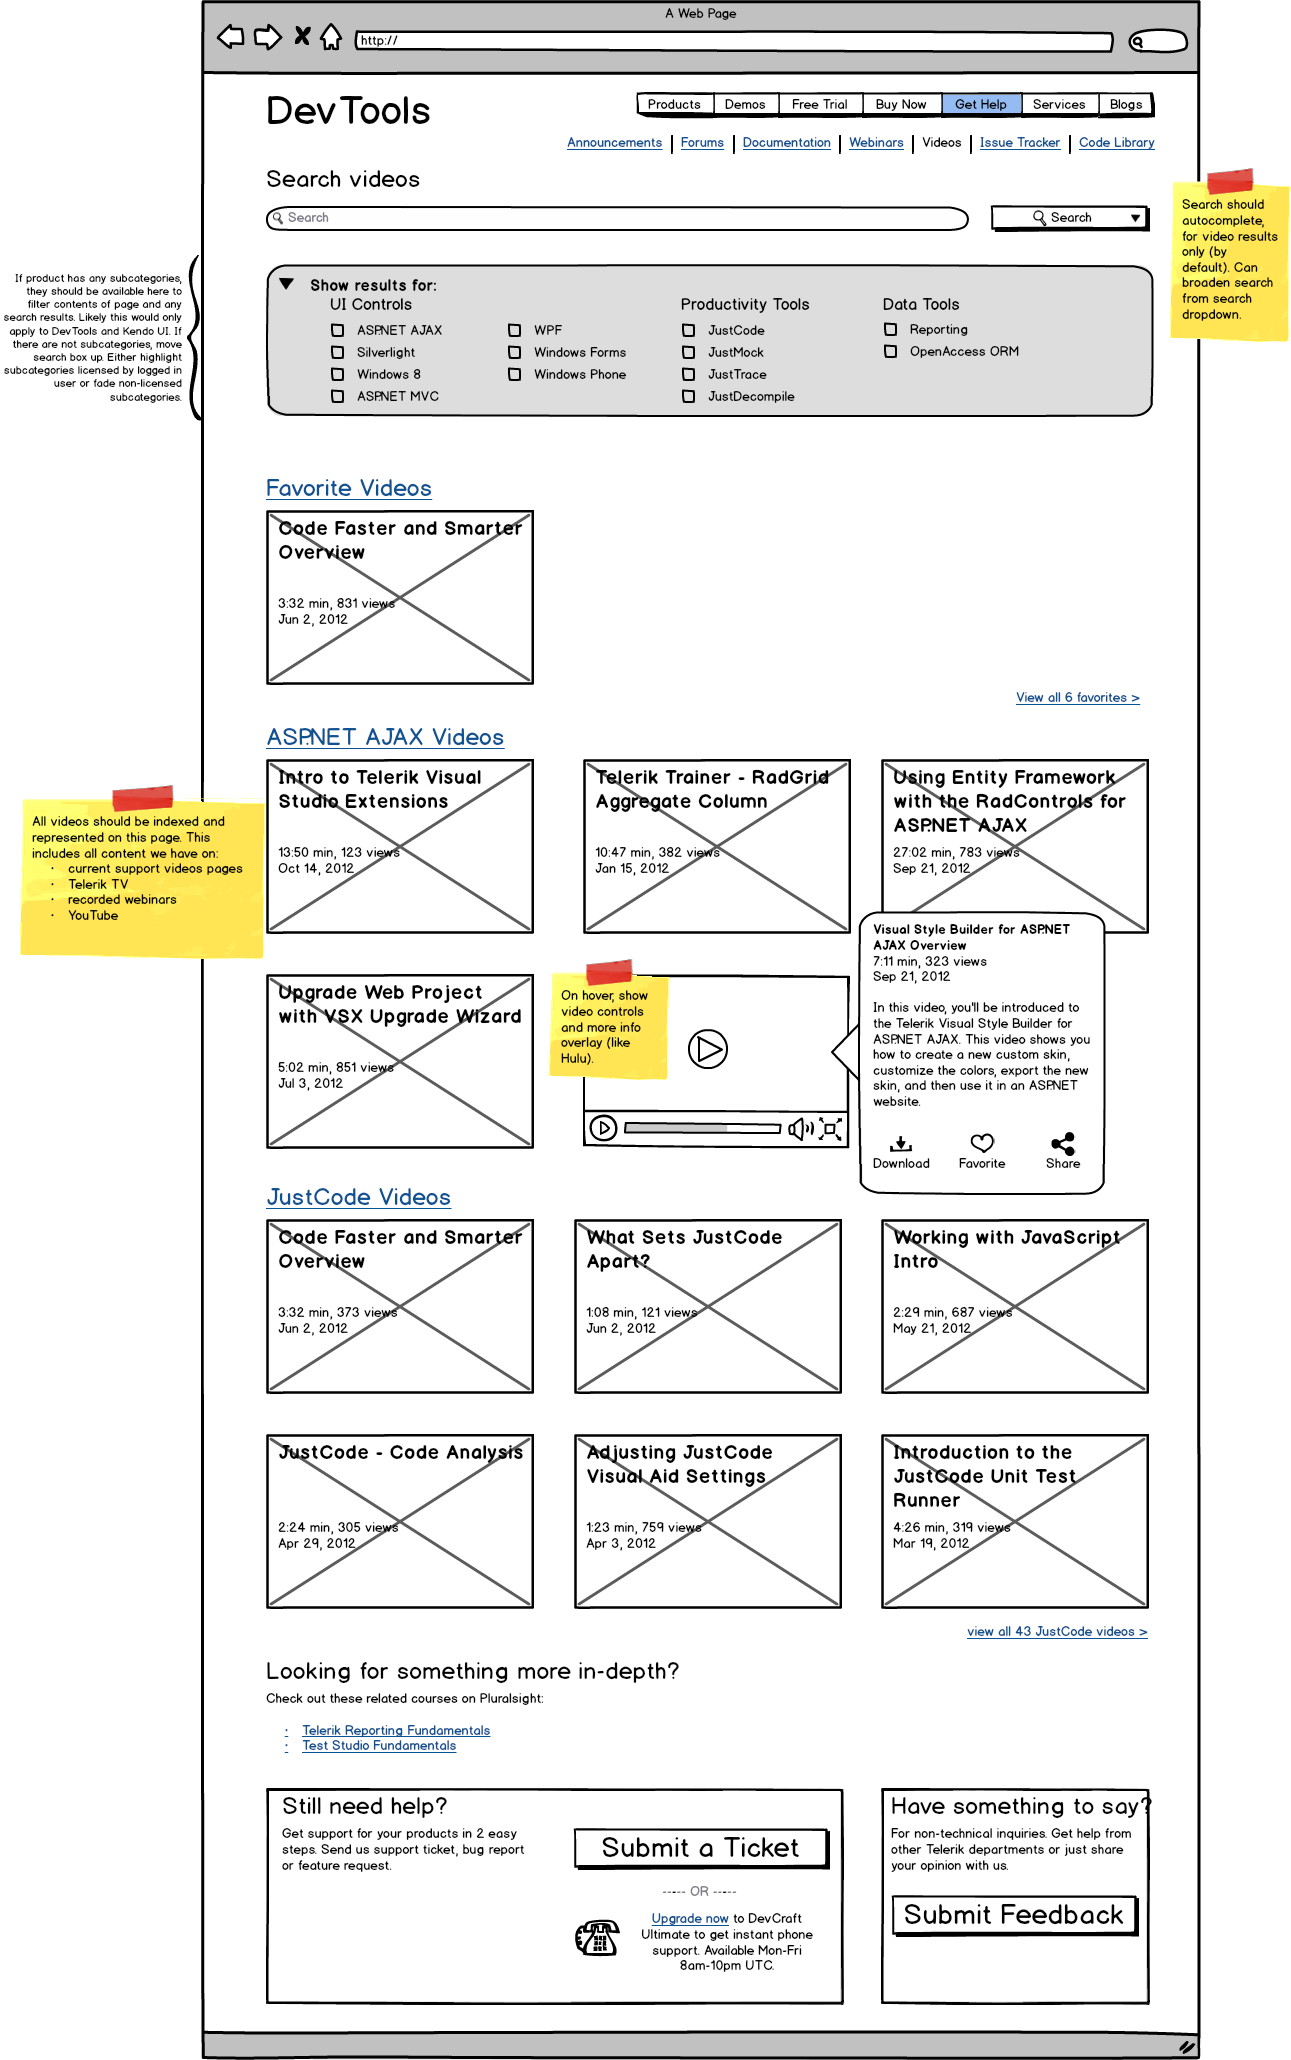 A Web Page
http://
DevTools
Products
Demos
Free Trial
Buy Now
Get Help
Services
Blogs
Announcements
Forums
Documentation
Webinars
Videos
Issue Tracker
Code Library
Search videos
Search
Search
Search should
autocomplete,
for video results
only (by
default). Can
broaden search
from search
dropdown.
If product has any subcategories,
they should be available here to
filter contents of page and any
search results. Likely this would only
apply to DevTools and Kendo UI. If
there are not subcategories, move
search box up. Either highlight
subcategories licensed by logged in
user or fade non-licensed
subcategories.
Show results for:
UI Controls
ASP.NET AJAX
Silverlight
Windows 8
ASP.NET MVC
WPF
Windows Forms
Windows Phone
Productivity Tools
JustCode
JustMock
JustTrace
JustDecompile
Data Tools
Reporting
OpenAccess ORM
Favorite Videos
Code Faster and Smarter
Overview
3:32 min, 831 views
Jun 2, 2012
View all 6 favorites >
ASP.NET AJAX Videos
Intro to Telerik Visual
Studio Extensions
13:50 min, 123 views
Oct 14, 2012
Telerik Trainer - RadGrid
Aggregate Column
10:47 min, 382 views
Jan 15, 2012
Using Entity Framework
with the RadControls for
ASP.NET AJAX
27:02 min, 783 views
Sep 21, 2012
All videos should be indexed and
represented on this page. This
includes all content we have on:
· current support videos pages
· Telerik TV
· recorded webinars
· YouTube
Upgrade Web Project
with VSX Upgrade Wizard
5:02 min, 851 views
Jul 3, 2012
On hover, show
video controls
and more info
overlay (like
Hulu).
Visual Style Builder for ASP.NET
AJAX Overview
7:11 min, 323 views
Sep 21, 2012
In this video, you'll be introduced to
the Telerik Visual Style Builder for
ASP.NET AJAX. This video shows you
how to create a new custom skin,
customize the colors, export the new
skin, and then use it in an ASP.NET
website.
Download
Favorite
Share
JustCode Videos
Code Faster and Smarter
Overview
3:32 min, 373 views
Jun 2, 2012
What Sets JustCode
Apart?
1:08 min, 121 views
Jun 2, 2012
Working with JavaScript
Intro
2:29 min, 687 views
May 21, 2012
JustCode - Code Analysis
2:24 min, 305 views
Apr 29, 2012
Adjusting JustCode
Visual Aid Settings
1:23 min, 759 views
Apr 3, 2012
Introduction to the
JustCode Unit Test
Runner
4:26 min, 319 views
Mar 19, 2012
view all 43 JustCode videos >
Looking for something more in-depth?
Check out these related courses on Pluralsight:
· Telerik Reporting Fundamentals
· Test Studio Fundamentals
Still need help?
Get support for your products in 2 easy
steps. Send us support ticket, bug report
or feature request.
Submit a Ticket
----- OR -----
Upgrade now to DevCraft
Ultimate to get instant phone
support. Available Mon-Fri
8am-10pm UTC.
Have something to say?
For non-technical inquiries. Get help from
other Telerik departments or just share
your opinion with us.
Submit Feedback